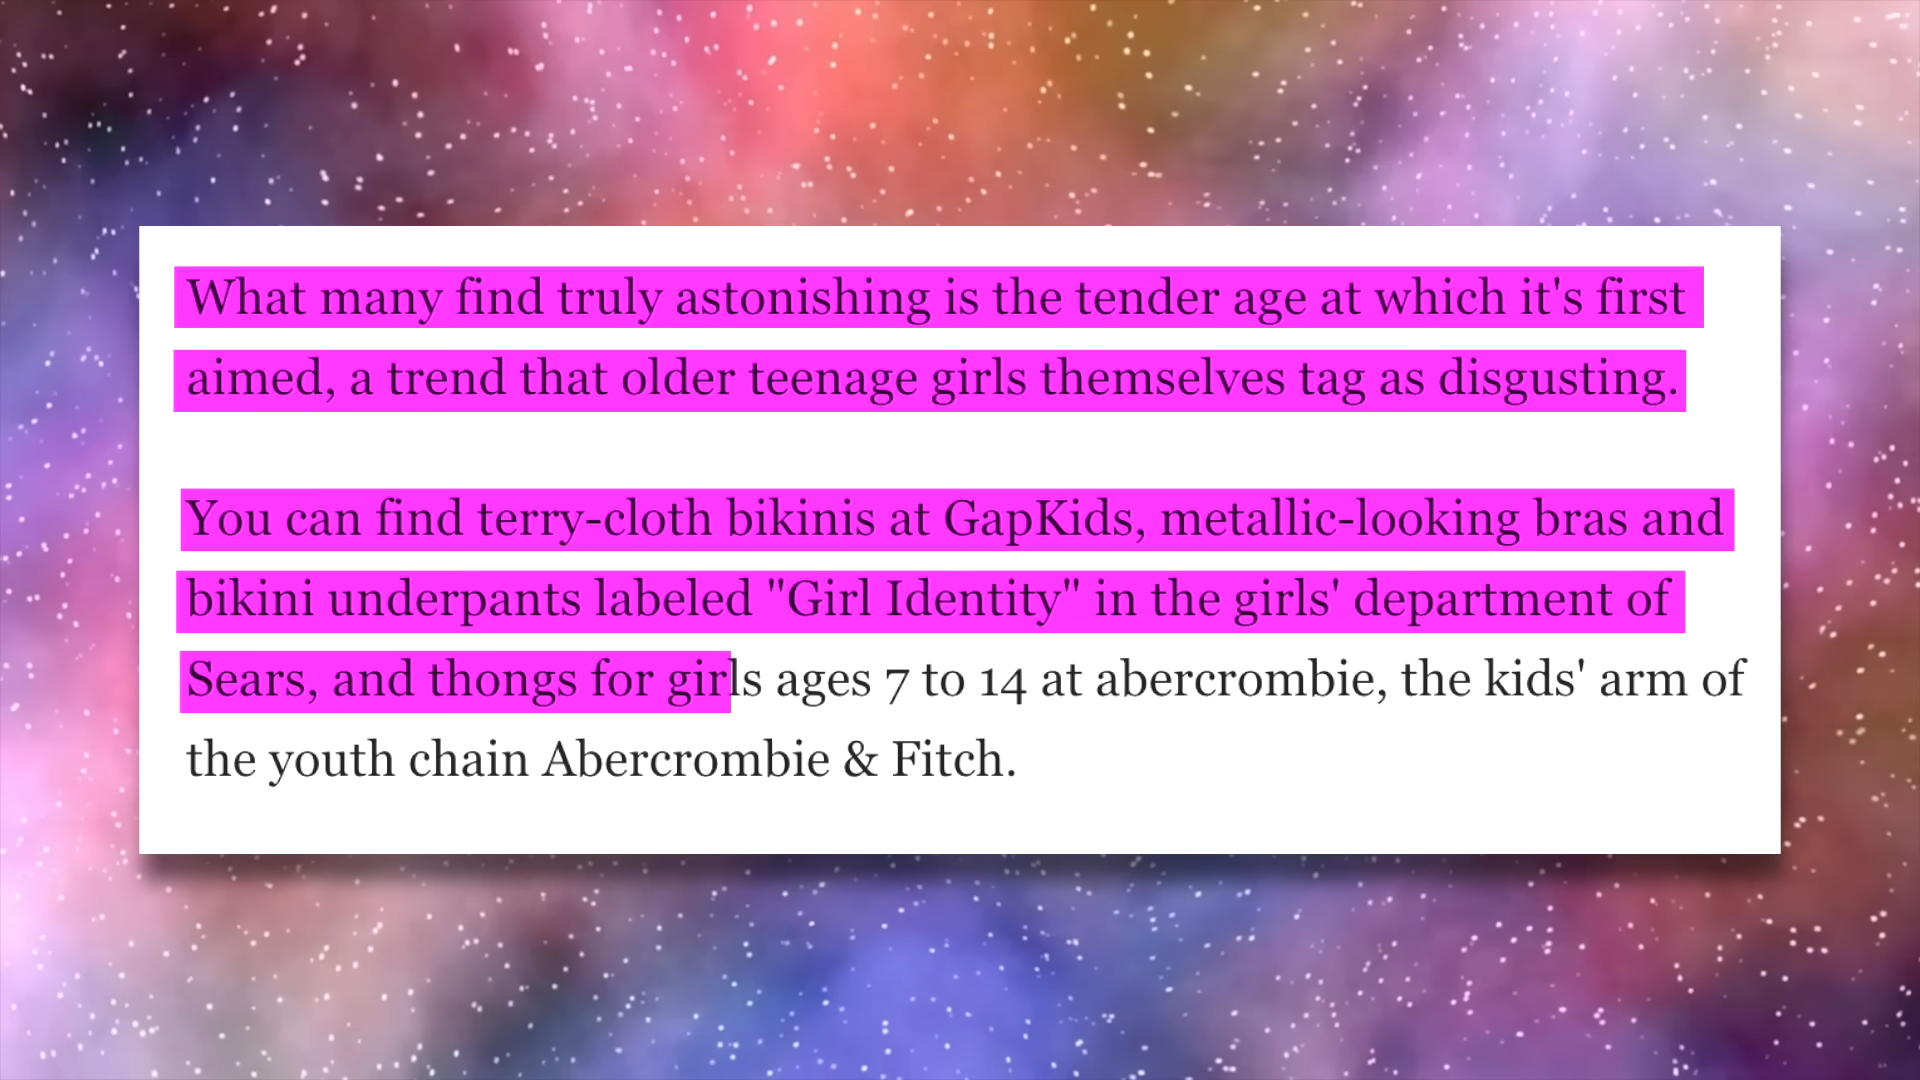 What many find truly astonishing is the tender age at which it's first
aimed, a trend that older teenage girls themselves tag as disgusting.
You can find terry-cloth bikinis at GapKids, metallic-looking bras and
bikini underpants labeled "Girl Identity" in the girls' department of
Sears, and thongs for girls ages 7 to 14 at abercrombie, the kids' arm of
the youth chain Abercrombie & Fitch.